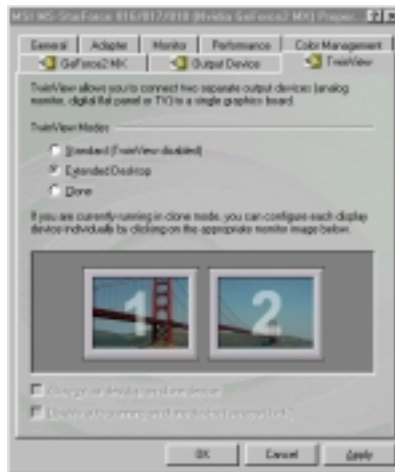 MSI MS-StarForce 816/817/818 (Nvidia GeForce2 MX) Proper... ? x
General Adapter Monitor Performance Color Management
GeForce2 MX Output Device TwinView
TwinView allows you to connect two separate output devices (analog
monitor, digital flat panel or TV) to a single graphics board.
TwinView Modes
Standard (TwinView disabled)
Extended Desktop
Clone
If you are currently running in clone mode, you can configure each display
device individually by clicking on the appropriate monitor image below.
1 2
OK Cancel Apply